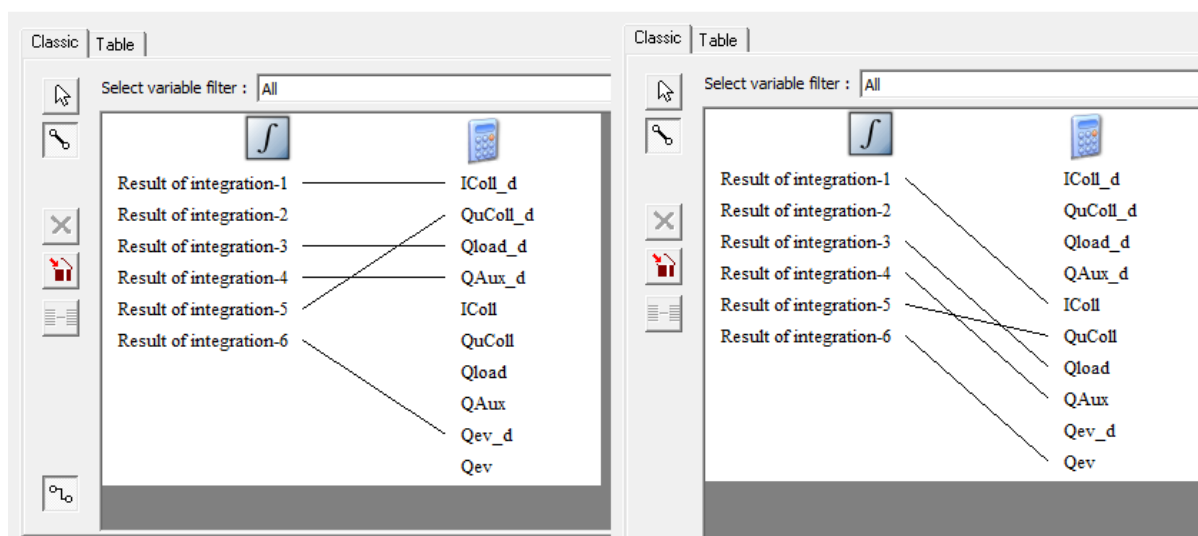 Classic Table
Select variable filter : All
∫
Result of integration-1 IColl_d
Result of integration-2 QuColl_d
Result of integration-3 Qload_d
Result of integration-4 QAux_d
Result of integration-5 IColl
Result of integration-6 QuColl
Qload
QAux
Qev_d
Qev
Classic Table
Select variable filter : All
∫
Result of integration-1 IColl_d
Result of integration-2 QuColl_d
Result of integration-3 Qload_d
Result of integration-4 QAux_d
Result of integration-5 IColl
Result of integration-6 QuColl
Qload
QAux
Qev_d
Qev